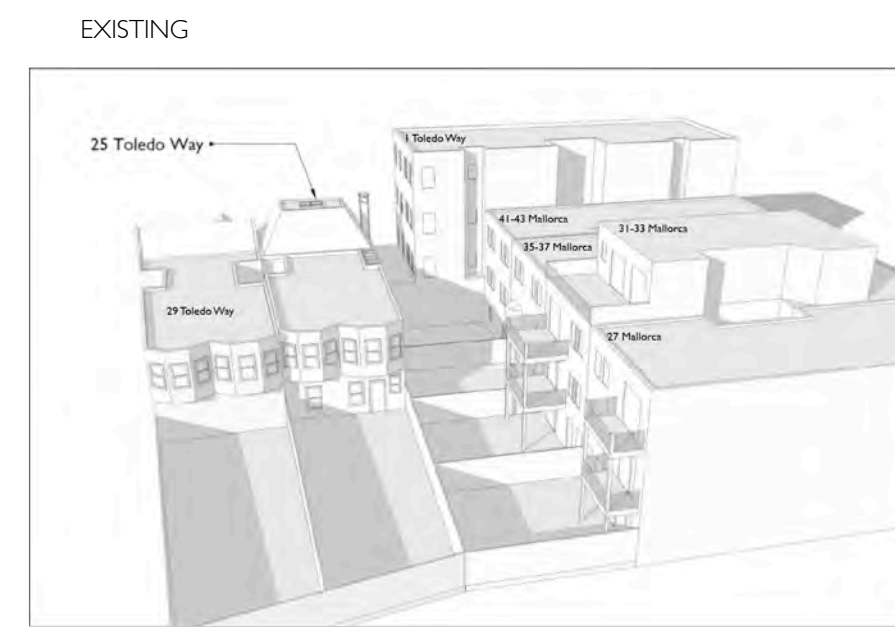 EXISTING
25 Toledo Way
1 Toledo Way
41-43 Mallorca
31-33 Mallorca
35-37 Mallorca
29 Toledo Way
27 Mallorca